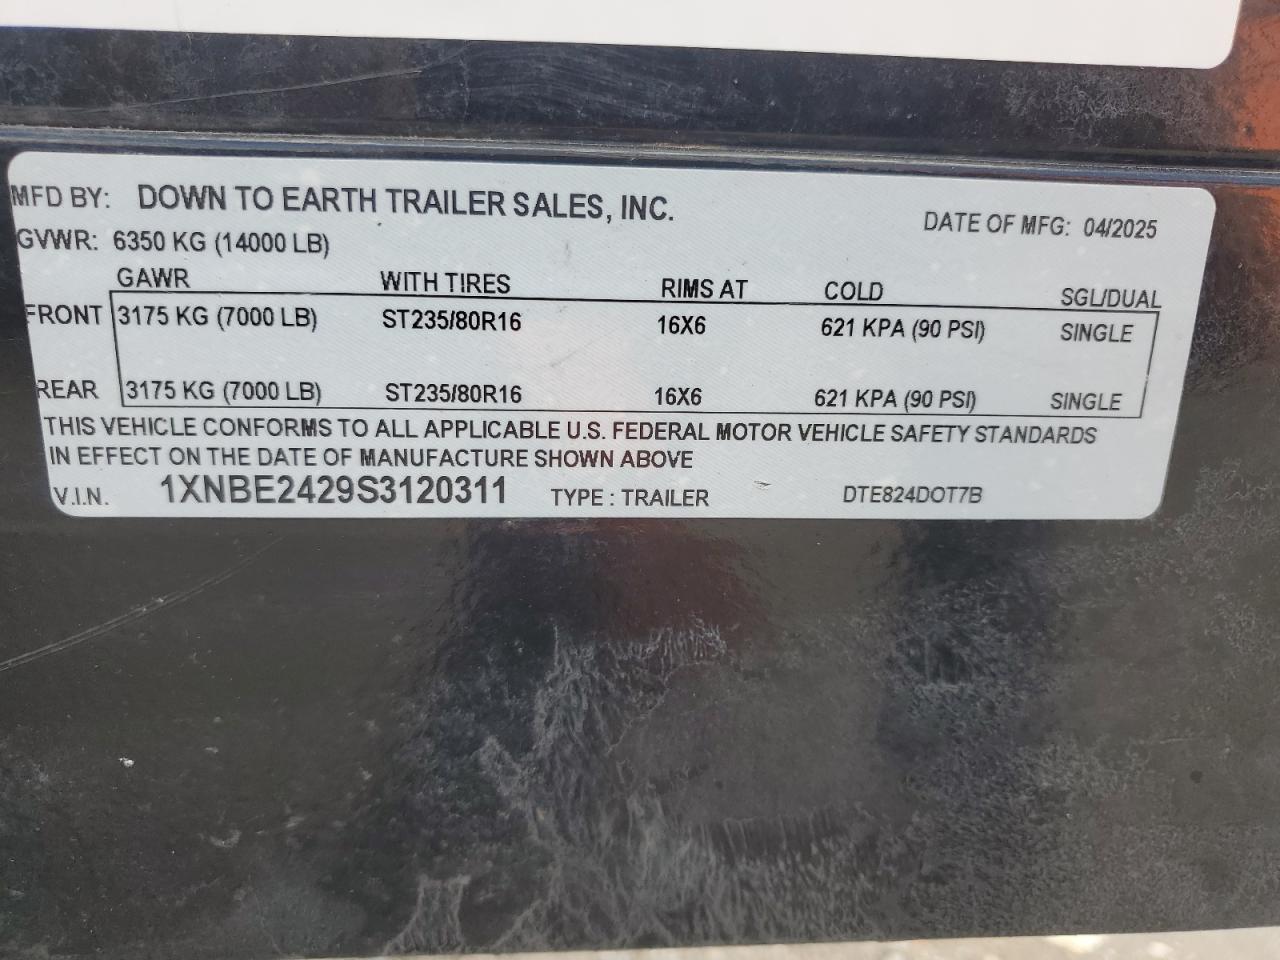 MFD BY: DOWN TO EARTH TRAILER SALES, INC.
DATE OF MFG: 04/2025
GVWR: 6350 KG (14000 LB)
GAWR WITH TIRES RIMS AT COLD SGL/DUAL
FRONT 3175 KG (7000 LB) ST235/80R16 16X6 621 KPA (90 PSI) SINGLE
REAR 3175 KG (7000 LB) ST235/80R16 16X6 621 KPA (90 PSI) SINGLE
THIS VEHICLE CONFORMS TO ALL APPLICABLE U.S. FEDERAL MOTOR VEHICLE SAFETY STANDARDS
IN EFFECT ON THE DATE OF MANUFACTURE SHOWN ABOVE
V.I.N. 1XNBE2429S3120311 TYPE : TRAILER DTE824DOT7B